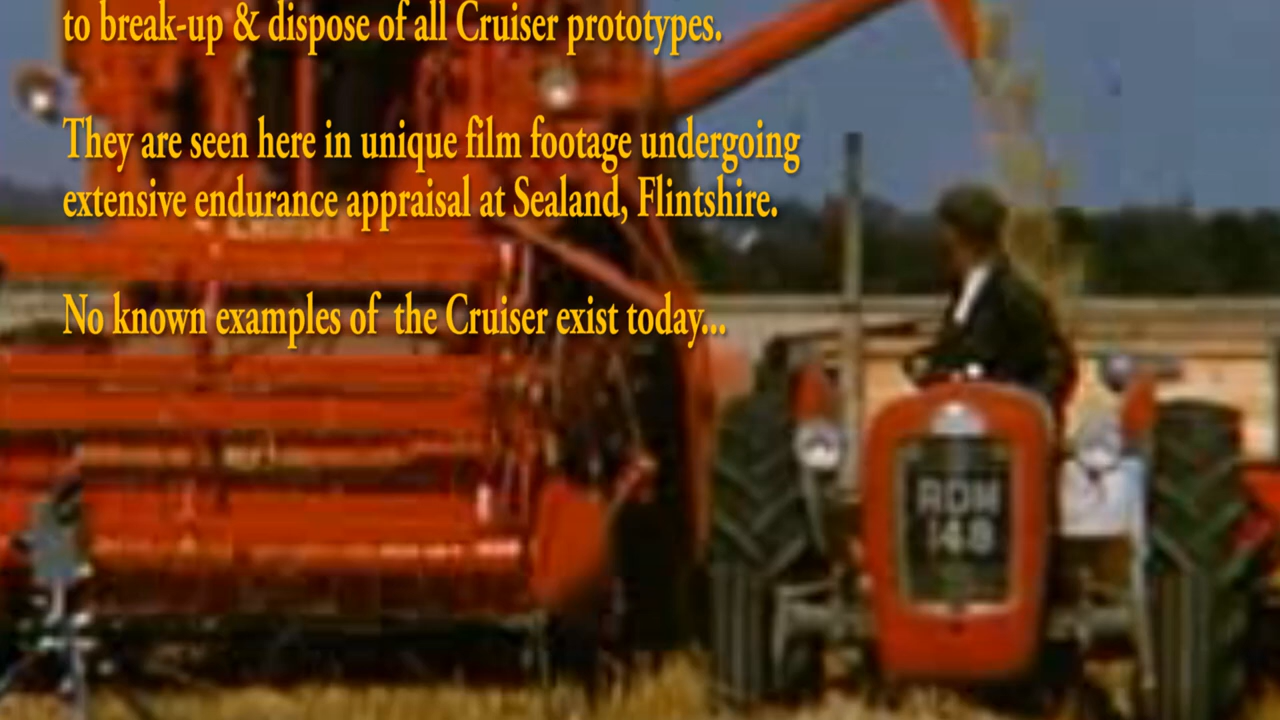 to break-up & dispose of all Cruiser prototypes.
They are seen here in unique film footage undergoing
extensive endurance appraisal at Sealand, Flintshire.
No known examples of the Cruiser exist today...
RDM
148